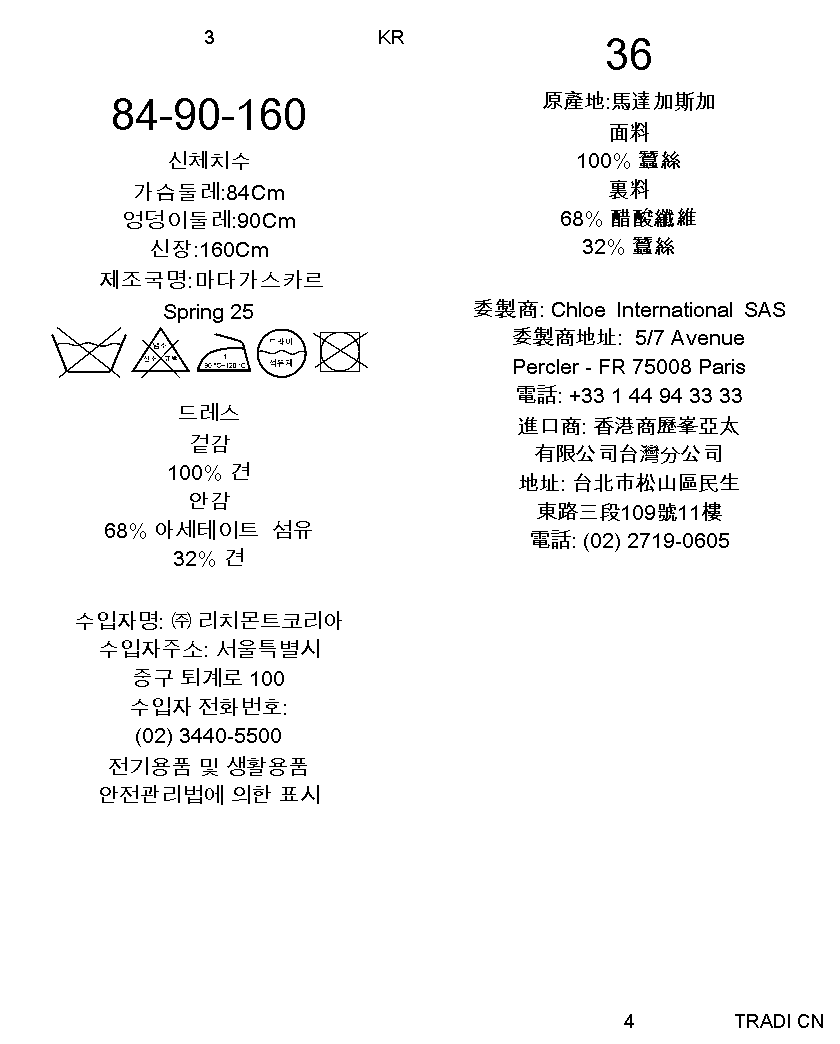 3
KR
84-90-160
신체치수
가슴둘레:84Cm
엉덩이둘레:90Cm
신장:160Cm
제조국명:마다가스카르
Spring 25
염소
산소 표백
1
90 °C~120 °C
드라이
석유계
드레스
겉감
100% 견
안감
68% 아세테이트 섬유
32% 견
수입자명: ㈜ 리치몬트코리아
수입자주소: 서울특별시
중구 퇴계로 100
수입자 전화번호:
(02) 3440-5500
전기용품 및 생활용품
안전관리법에 의한 표시
36
原產地:馬達加斯加
面料
100% 蠶絲
裏料
68% 醋酸纖維
32% 蠶絲
委製商: Chloe International SAS
委製商地址: 5/7 Avenue
Percler - FR 75008 Paris
電話: +33 1 44 94 33 33
進口商: 香港商歷峯亞太
有限公司台灣分公司
地址: 台北市松山區民生
東路三段109號11樓
電話: (02) 2719-0605
4
TRADI CN